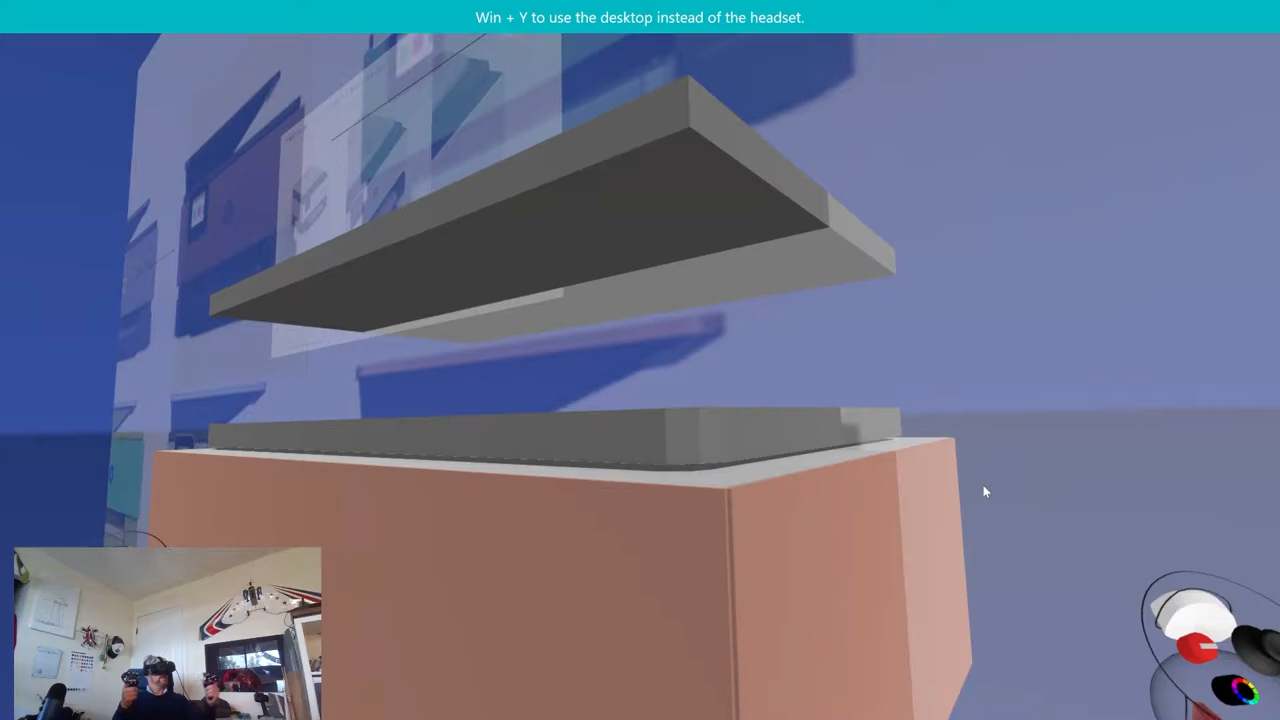 Win + Y to use the desktop instead of the headset.